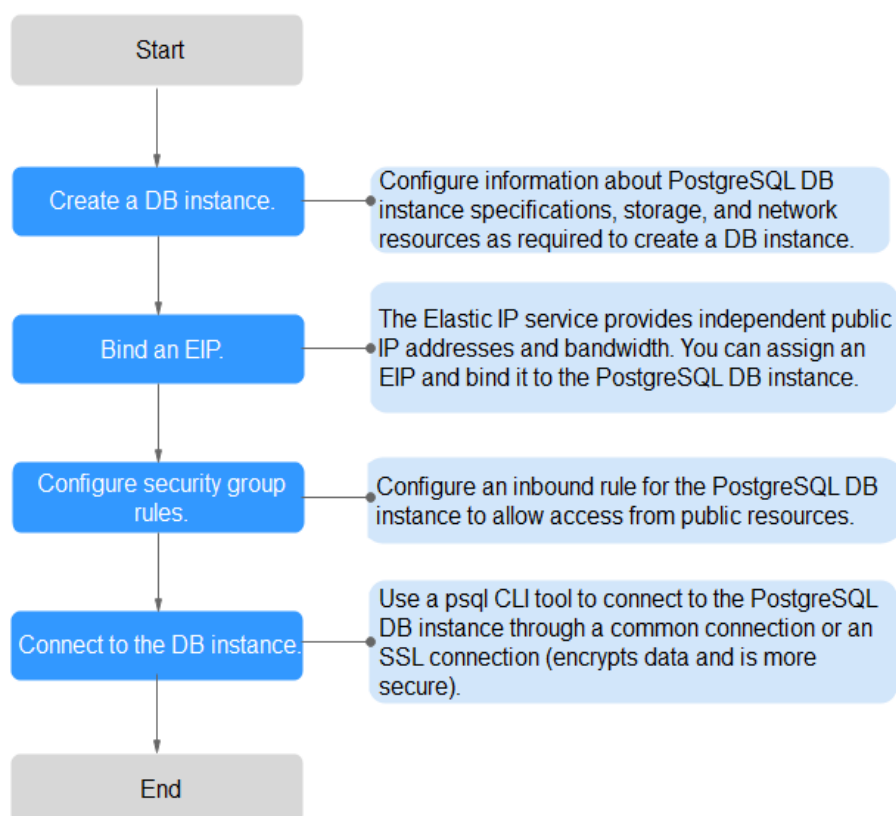 Start
Create a DB instance.
Configure information about PostgreSQL DB
instance specifications, storage, and network
resources as required to create a DB instance.
Bind an EIP.
The Elastic IP service provides independent public
IP addresses and bandwidth. You can assign an
EIP and bind it to the PostgreSQL DB instance.
Configure security group
rules.
Configure an inbound rule for the PostgreSQL DB
instance to allow access from public resources.
Connect to the DB instance.
Use a psql CLI tool to connect to the PostgreSQL
DB instance through a common connection or an
SSL connection (encrypts data and is more
secure).
End